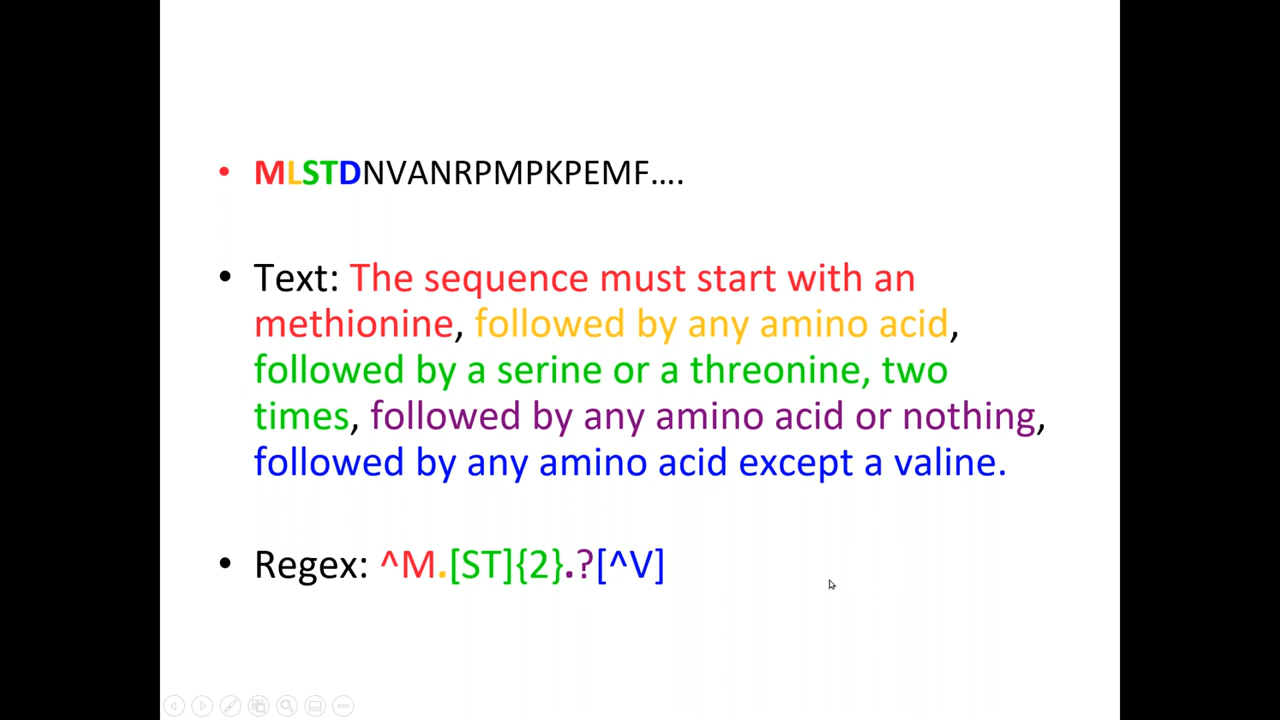 • MLSTDNVANRPMPKPEMF....
• Text: The sequence must start with an
methionine, followed by any amino acid,
followed by a serine or a threonine, two
times, followed by any amino acid or nothing,
followed by any amino acid except a valine.
• Regex: ^M.[ST]{2}.?[^V]